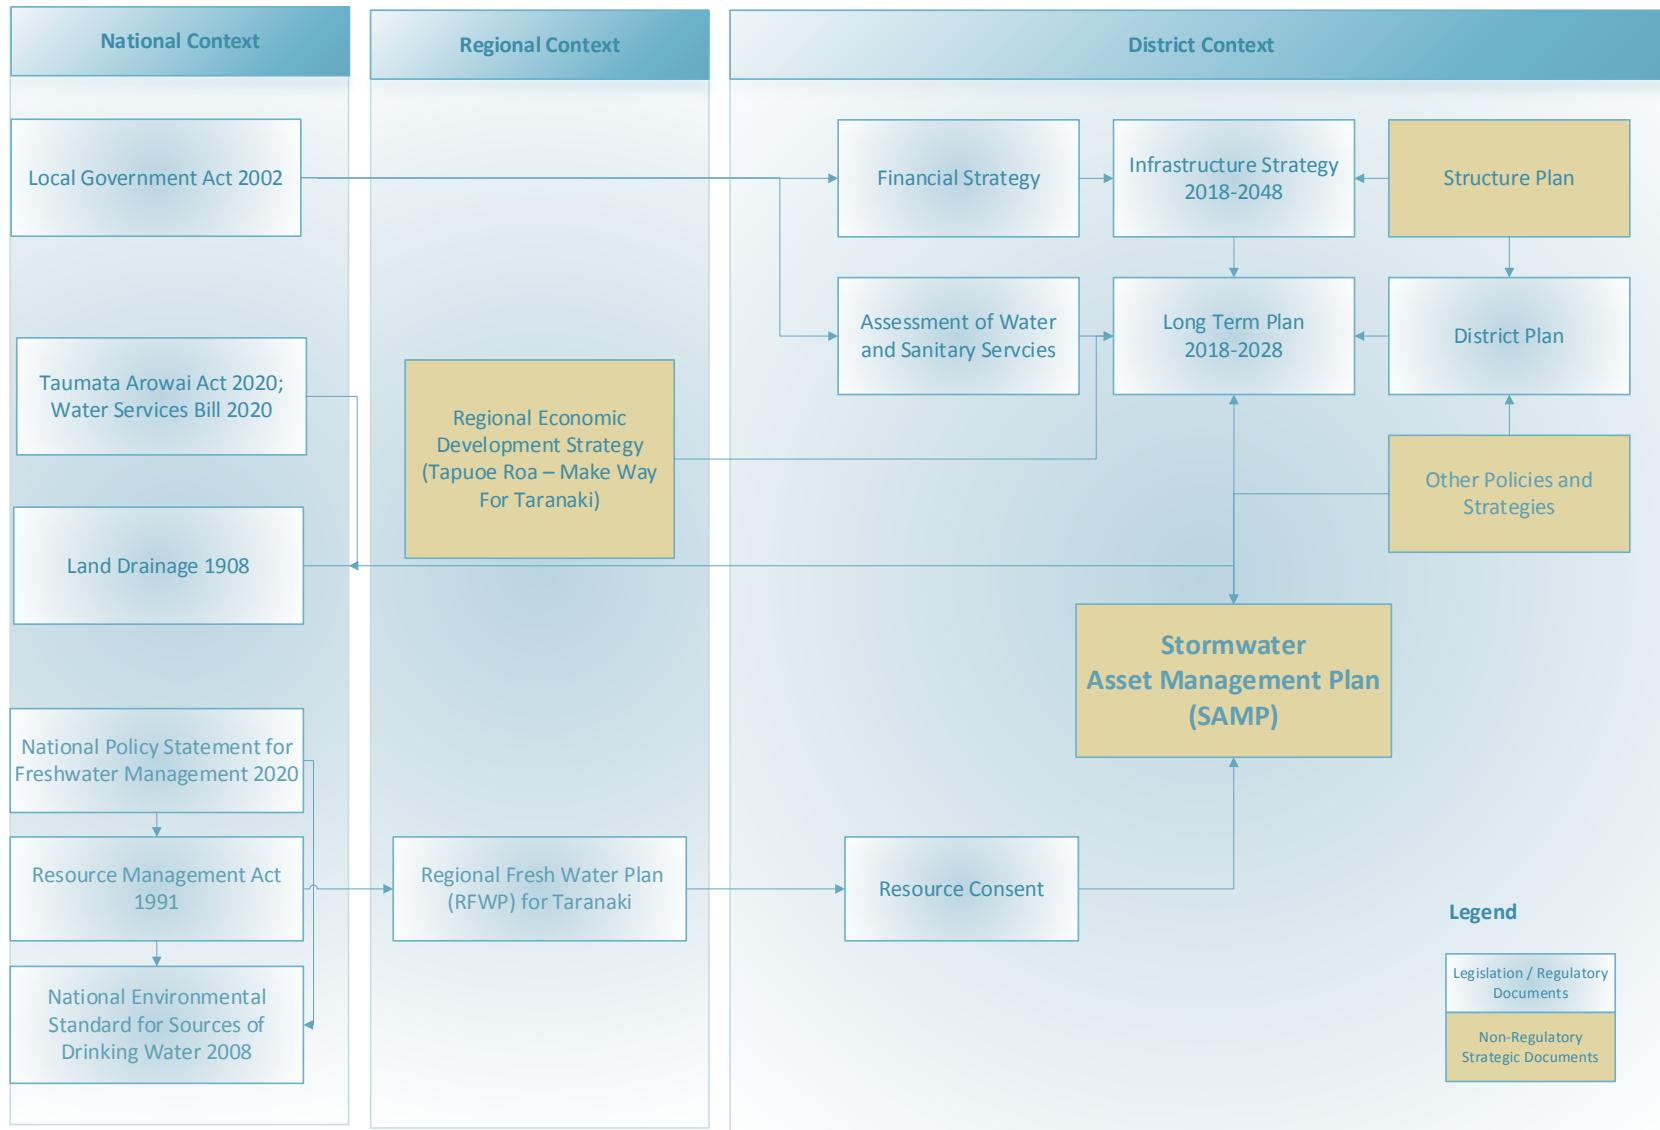 National Context
Regional Context
District Context
Local Government Act 2002
Financial Strategy
Infrastructure Strategy
2018-2048
Structure Plan
Taumata Arowai Act 2020;
Water Services Bill 2020
Regional Economic
Development Strategy
(Tapuoe Roa – Make Way
For Taranaki)
Assessment of Water
and Sanitary Servcies
Long Term Plan
2018-2028
District Plan
Other Policies and
Strategies
Land Drainage 1908
Stormwater
Asset Management Plan
(SAMP)
National Policy Statement for
Freshwater Management 2020
Resource Management Act
1991
Regional Fresh Water Plan
(RFWP) for Taranaki
Resource Consent
National Environmental
Standard for Sources of
Drinking Water 2008
Legend
Legislation / Regulatory
Documents
Non-Regulatory
Strategic Documents